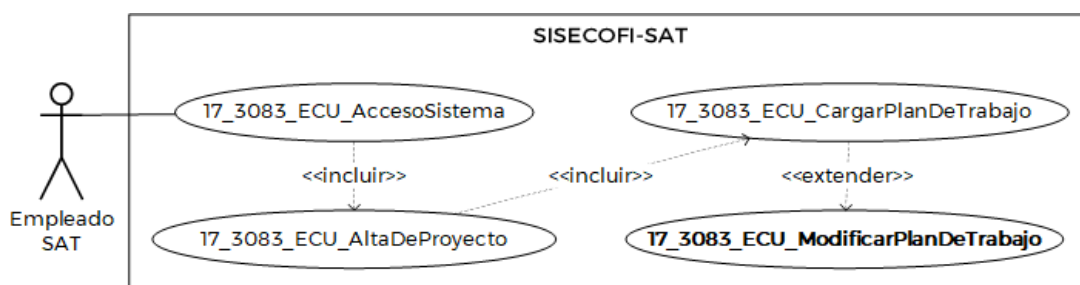 SISECOFI-SAT
17_3083_ECU_AccesoSistema
17_3083_ECU_CargarPlanDeTrabajo
<<incluir>>
<<incluir>>
<<extender>>
Empleado
SAT
17_3083_ECU_AltaDeProyecto
17_3083_ECU_ModificarPlanDeTrabajo